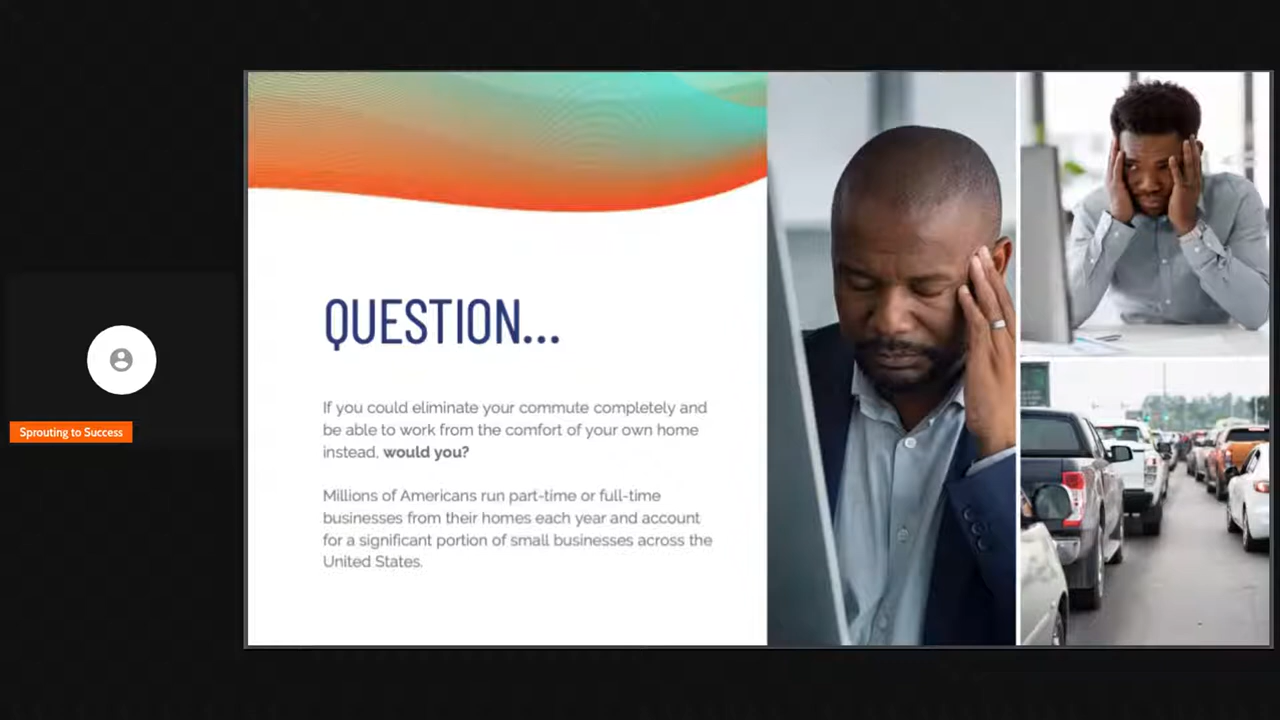 QUESTION...
If you could eliminate your commute completely and
be able to work from the comfort of your own home
instead, would you?
Millions of Americans run part-time or full-time
businesses from their homes each year and account
for a significant portion of small businesses across the
United States.
Sprouting to Success